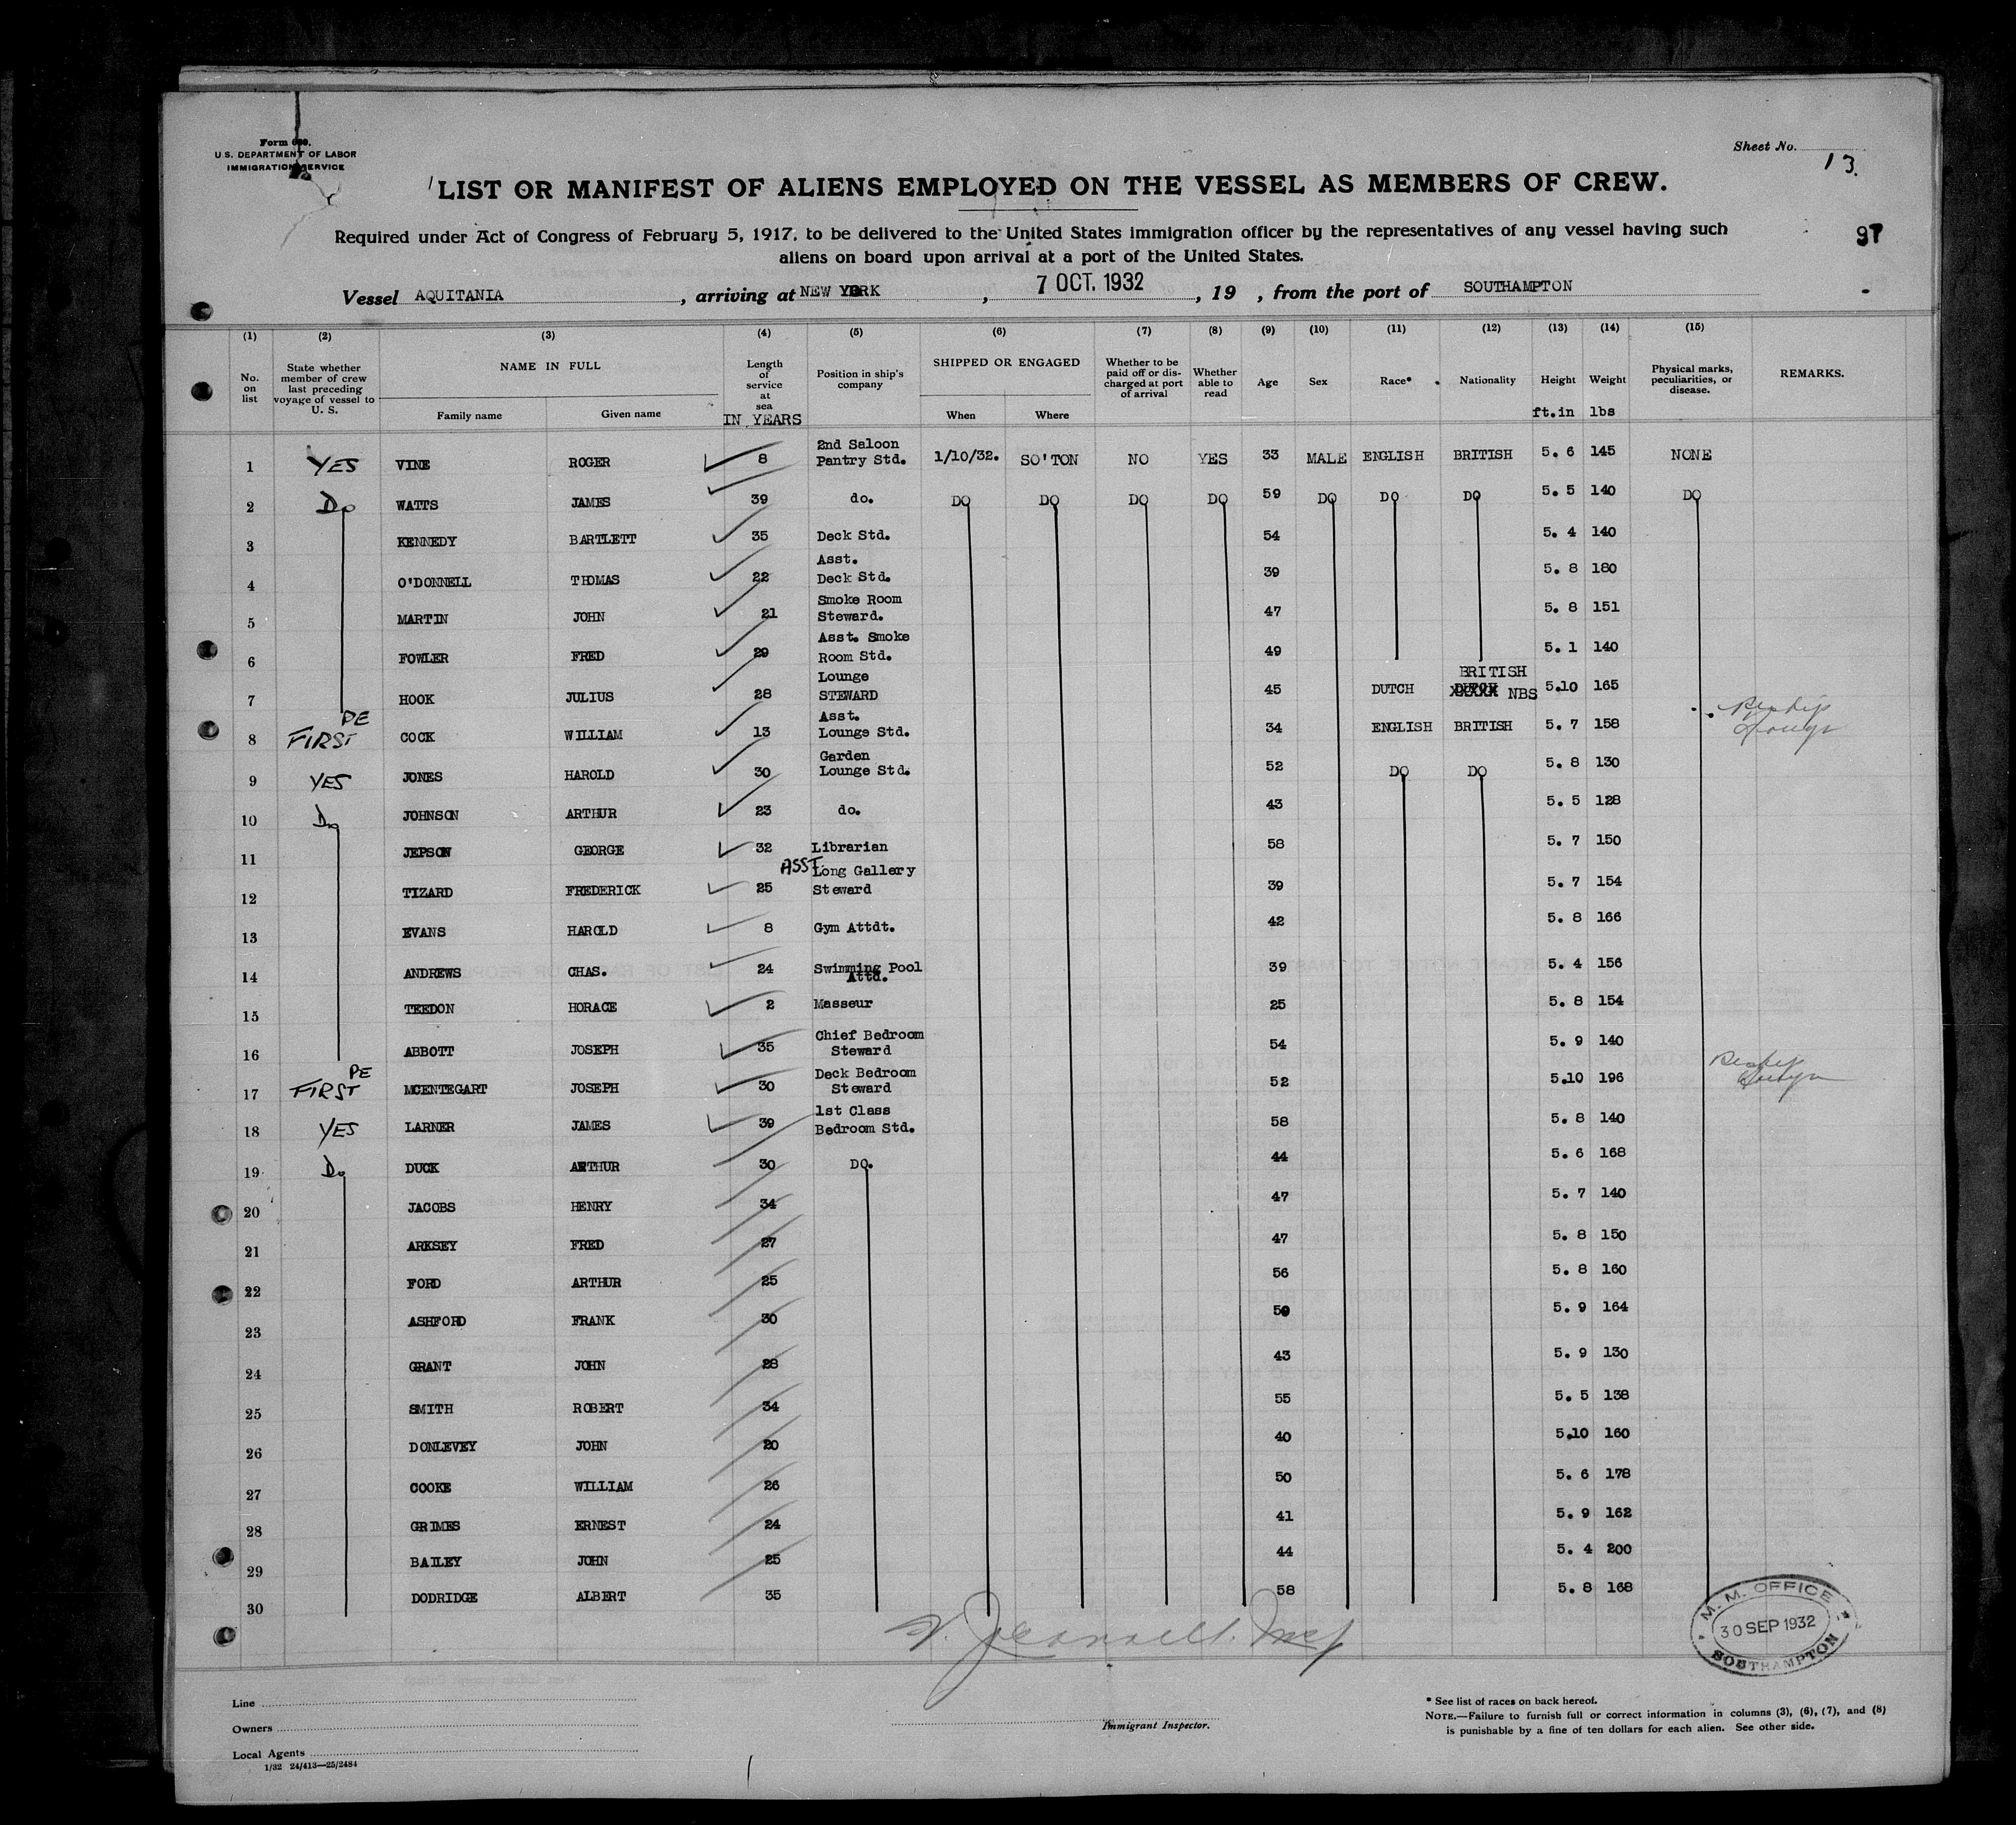 Form 680.
U.S. DEPARTMENT OF LABOR
IMMIGRATION SERVICE
Sheet No.
13.
LIST OR MANIFEST OF ALIENS EMPLOYED ON THE VESSEL AS MEMBERS OF CREW.
Required under Act of Congress of February 5, 1917, to be delivered to the United States immigration officer by the representatives of any vessel having such
aliens on board upon arrival at a port of the United States.
97
Vessel AQUITANIA, arriving at NEW YORK, 7 OCT. 1932, 19 , from the port of SOUTHAMPTON
(1) (2) (3) (4) (5) (6) (7) (8) (9) (10) (11) (12) (13) (14) (15)
No. on list
State whether member of crew last preceding voyage of vessel to U. S.
NAME IN FULL
Family name Given name
Length of service at sea
IN YEARS
Position in ship's company
SHIPPED OR ENGAGED
When Where
Whether to be paid off or discharged at port of arrival
Whether able to read
Age
Sex
Race*
Nationality
Height
ft.in
Weight
lbs
Physical marks, peculiarities, or disease.
REMARKS.
1 YES VINE ROGER 8 2nd Saloon Pantry Std. 1/10/32. SO'TON NO YES 33 MALE ENGLISH BRITISH 5. 6 145 NONE
2 Do WATTS JAMES 39 do. DO DO DO DO 59 DO DO DO 5. 5 140 DO
3 KENNEDY BARTLETT 35 Deck Std. 54 5. 4 140
4 O'DONNELL THOMAS 22 Asst. Deck Std. 39 5. 8 180
5 MARTIN JOHN 21 Smoke Room Steward. 47 5. 8 151
6 FOWLER FRED 29 Asst. Smoke Room Std. 49 5. 1 140
7 HOOK JULIUS 28 Lounge STEWARD 45 DUTCH BRITISH NBS 5.10 165
8 FIRST PE COCK WILLIAM 13 Asst. Lounge Std. 34 ENGLISH BRITISH 5. 7 158
9 YES JONES HAROLD 30 Garden Lounge Std. 52 DO DO 5. 8 130
10 Do JOHNSON ARTHUR 23 do. 43 5. 5 128
11 JEPSON GEORGE 32 Librarian 58 5. 7 150
12 TIZARD FREDERICK 25 ASST. Long Gallery Steward 39 5. 7 154
13 EVANS HAROLD 8 Gym Attdt. 42 5. 8 166
14 ANDREWS CHAS. 24 Swimming Pool Attd. 39 5. 4 156
15 TEEDON HORACE 2 Masseur 25 5. 8 154
16 ABBOTT JOSEPH 35 Chief Bedroom Steward 54 5. 9 140
17 FIRST PE MCENTEGART JOSEPH 30 Deck Bedroom Steward 52 5.10 196
18 YES LARNER JAMES 39 1st Class Bedroom Std. 58 5. 8 140
19 Do DUCK ARTHUR 30 DO. 44 5. 6 168
20 JACOBS HENRY 34 47 5. 7 140
21 ARKSEY FRED 27 47 5. 8 150
22 FORD ARTHUR 25 56 5. 8 160
23 ASHFORD FRANK 30 50 5. 9 164
24 GRANT JOHN 28 43 5. 9 130
25 SMITH ROBERT 34 55 5. 5 138
26 DONLEVEY JOHN 20 40 5.10 160
27 COOKE WILLIAM 26 50 5. 6 178
28 GRIMES ERNEST 24 41 5. 9 162
29 BAILEY JOHN 25 44 5. 4 200
30 DODRIDGE ALBERT 35 58 5. 8 168
M. M. OFFICE
30 SEP 1932
SOUTHAMPTON
Line
Owners
Local Agents
1/32 24/413—25/2484
Immigrant Inspector.
* See list of races on back hereof.
NOTE.—Failure to furnish full or correct information in columns (3), (6), (7), and (8)
is punishable by a fine of ten dollars for each alien. See other side.